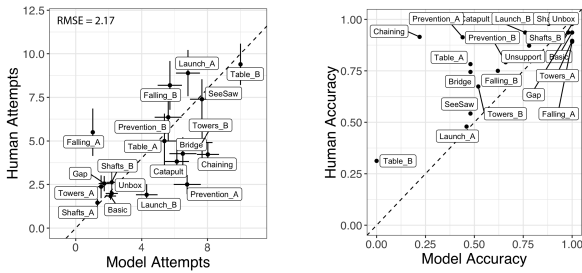 12.5
10.0
7.5
5.0
2.5
0.0
Human Attempts
RMSE = 2.17
Launch_A
Table_B
Falling_B
SeeSaw
Prevention_B
Towers_B
Falling_A
Table_A
Bridge
Shafts_B
Catapult
Chaining
Gap
Unbox
Towers_A
Prevention_A
Shafts_A
Basic
Launch_B
0
4
8
Model Attempts
1.00
0.75
0.50
0.25
0.00
Human Accuracy
Prevention_A
Catapult
Launch_B
Unbox
Chaining
Prevention_B
Shafts_B
Table_A
Unsupport
Basic
Bridge
Falling_B
Towers_A
Gap
SeeSaw
Towers_B
Falling_A
Launch_A
Table_B
0.00
0.25
0.50
0.75
1.00
Model Accuracy